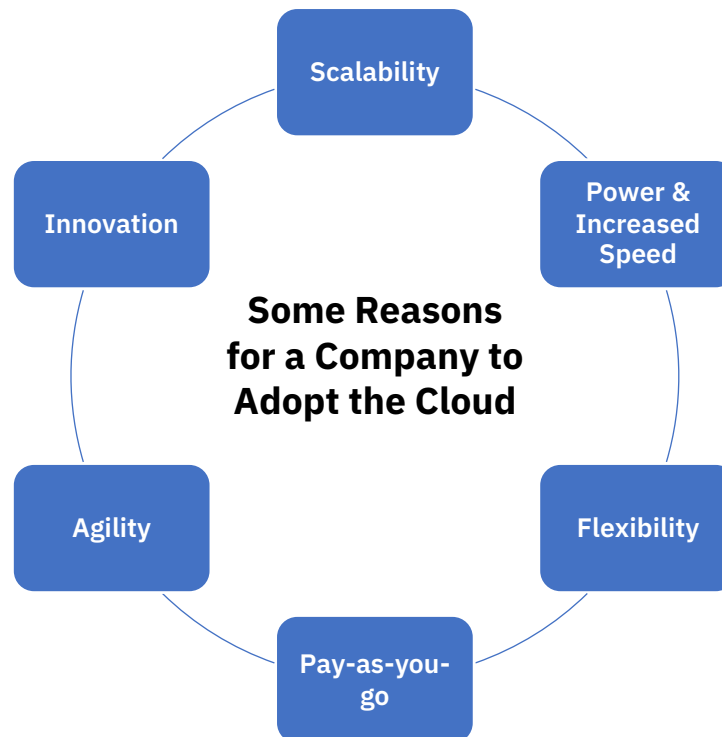 Scalability
Power &
Increased
Speed
Innovation
Some Reasons
for a Company to
Adopt the Cloud
Agility
Flexibility
Pay-as-you-
go